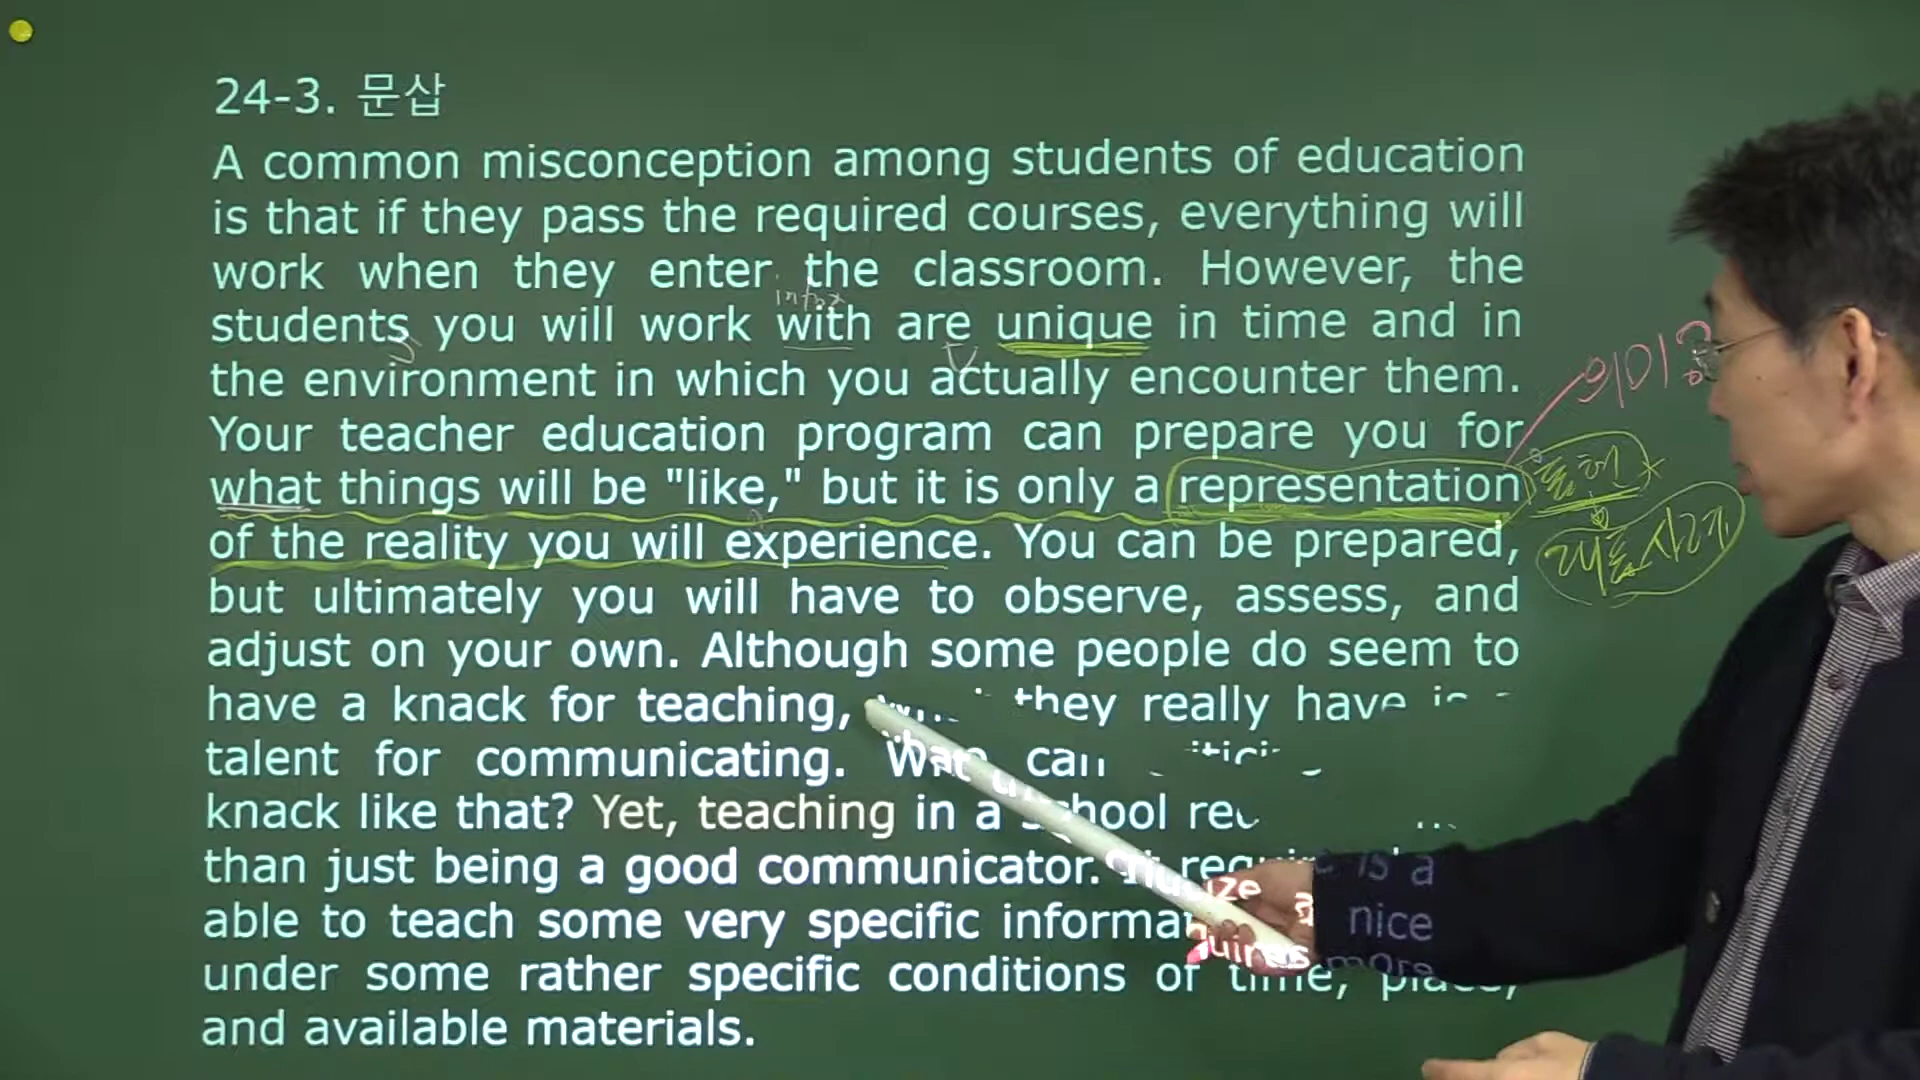 24-3. 문삽
A common misconception among students of education
is that if they pass the required courses, everything will
work when they enter the classroom. However, the
students you will work with are unique in time and in
the environment in which you actually encounter them.
Your teacher education program can prepare you for
what things will be "like," but it is only a representation
of the reality you will experience. You can be prepared,
but ultimately you will have to observe, assess, and
adjust on your own. Although some people do seem to
have a knack for teaching, they really have
talent for communicating.
knack like that? Yet, teaching in a school
than just being a good communicator.
able to teach some very specific
under some rather specific conditions of time, place,
and available materials.
is a
nice
more
S
V